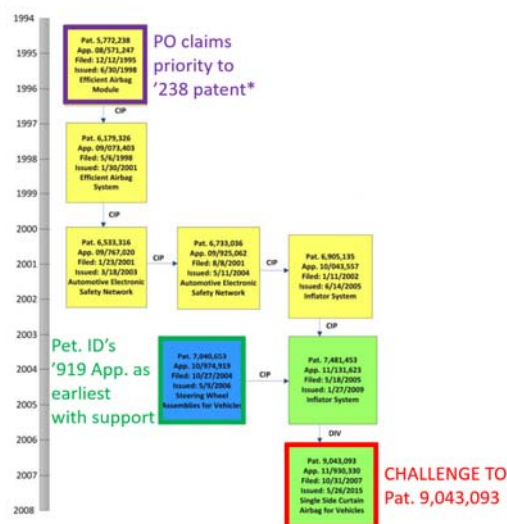 1994
1995
1996
1997
1998
1999
2000
2001
2002
2003
2004
2005
2006
2007
2008
Pat. 5,772,238
App. 08/571,247
Filed: 12/12/1995
Issued: 6/30/1998
Efficient Airbag
Module
PO claims
priority to
'238 patent*
CIP
Pat. 6,179,326
App. 09/073,403
Filed: 5/6/1998
Issued: 1/30/2001
Efficient Airbag
System
CIP
Pat. 6,533,316
App. 09/767,020
Filed: 1/23/2001
Issued: 3/18/2003
Automotive Electronic
Safety Network
CIP
Pat. 6,733,036
App. 09/925,062
Filed: 8/8/2001
Issued: 5/11/2004
Automotive Electronic
Safety Network
CIP
Pat. 6,905,135
App. 10/043,557
Filed: 1/11/2002
Issued: 6/14/2005
Inflator System
CIP
Pet. ID's
'919 App. as
earliest
with support
Pat. 7,040,653
App. 10/974,919
Filed: 10/27/2004
Issued: 5/9/2006
Steering Wheel
Assemblies for Vehicles
CIP
Pat. 7,481,453
App. 11/131,623
Filed: 5/18/2005
Issued: 1/27/2009
Inflator System
DIV
Pat. 9,043,093
App. 11/930,330
Filed: 10/31/2007
Issued: 5/26/2015
Single Side Curtain
Airbag for Vehicles
CHALLENGE TO
Pat. 9,043,093